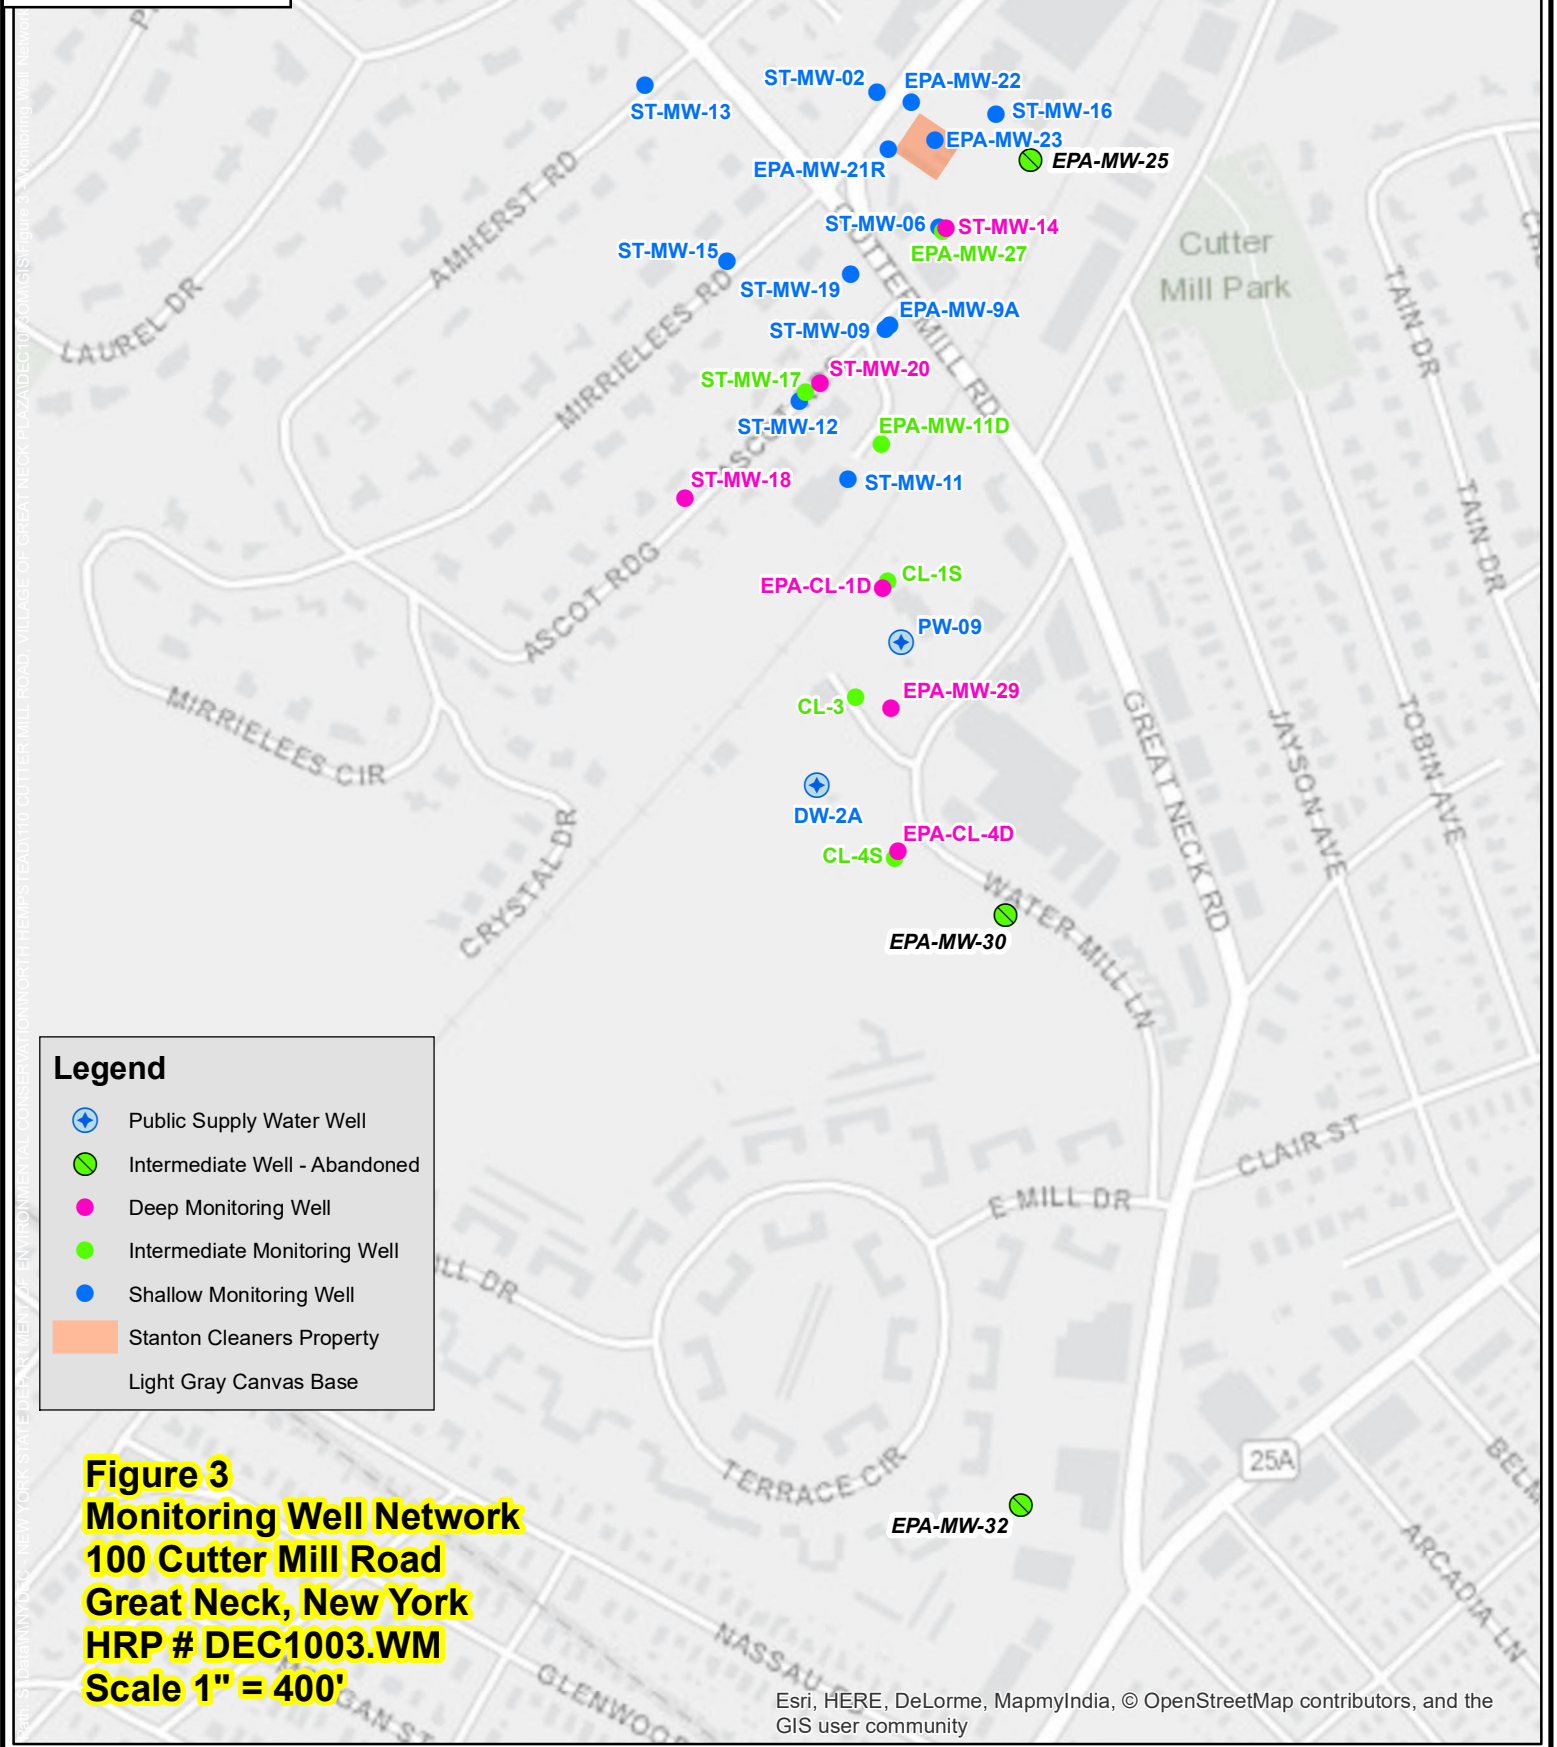 ST-MW-02
EPA-MW-22
ST-MW-13
ST-MW-16
EPA-MW-23
EPA-MW-25
EPA-MW-21R
AMHERST RD
ST-MW-06
ST-MW-14
EPA-MW-27
ST-MW-15
Cutter
Mill Park
ST-MW-19
LAUREL DR
CUTTER MILL RD
TAIN DR
MIRRIELEES RD
EPA-MW-9A
ST-MW-09
ST-MW-20
ST-MW-17
ST-MW-12
EPA-MW-11D
ST-MW-18
ST-MW-11
TAIN DR
ASCOT RDG
CL-1S
EPA-CL-1D
PW-09
EPA-MW-29
CL-3
MIRRIELEES CIR
GREAT NECK RD
JAYSON AVE
TOBIN AVE
DW-2A
EPA-CL-4D
CL-4S
CRYSTAL DR
WATER MILL LN
EPA-MW-30
Legend
Public Supply Water Well
Intermediate Well - Abandoned
Deep Monitoring Well
Intermediate Monitoring Well
Shallow Monitoring Well
Stanton Cleaners Property
Light Gray Canvas Base
CLAIR ST
E MILL DR
ILL DR
TERRACE CIR
25A
BELM
EPA-MW-32
ARCADIA LN
Figure 3
Monitoring Well Network
100 Cutter Mill Road
Great Neck, New York
HRP # DEC1003.WM
Scale 1" = 400'
NASSAU
GLENWOOD
GAN ST
Esri, HERE, DeLorme, MapmyIndia, © OpenStreetMap contributors, and the
GIS user community